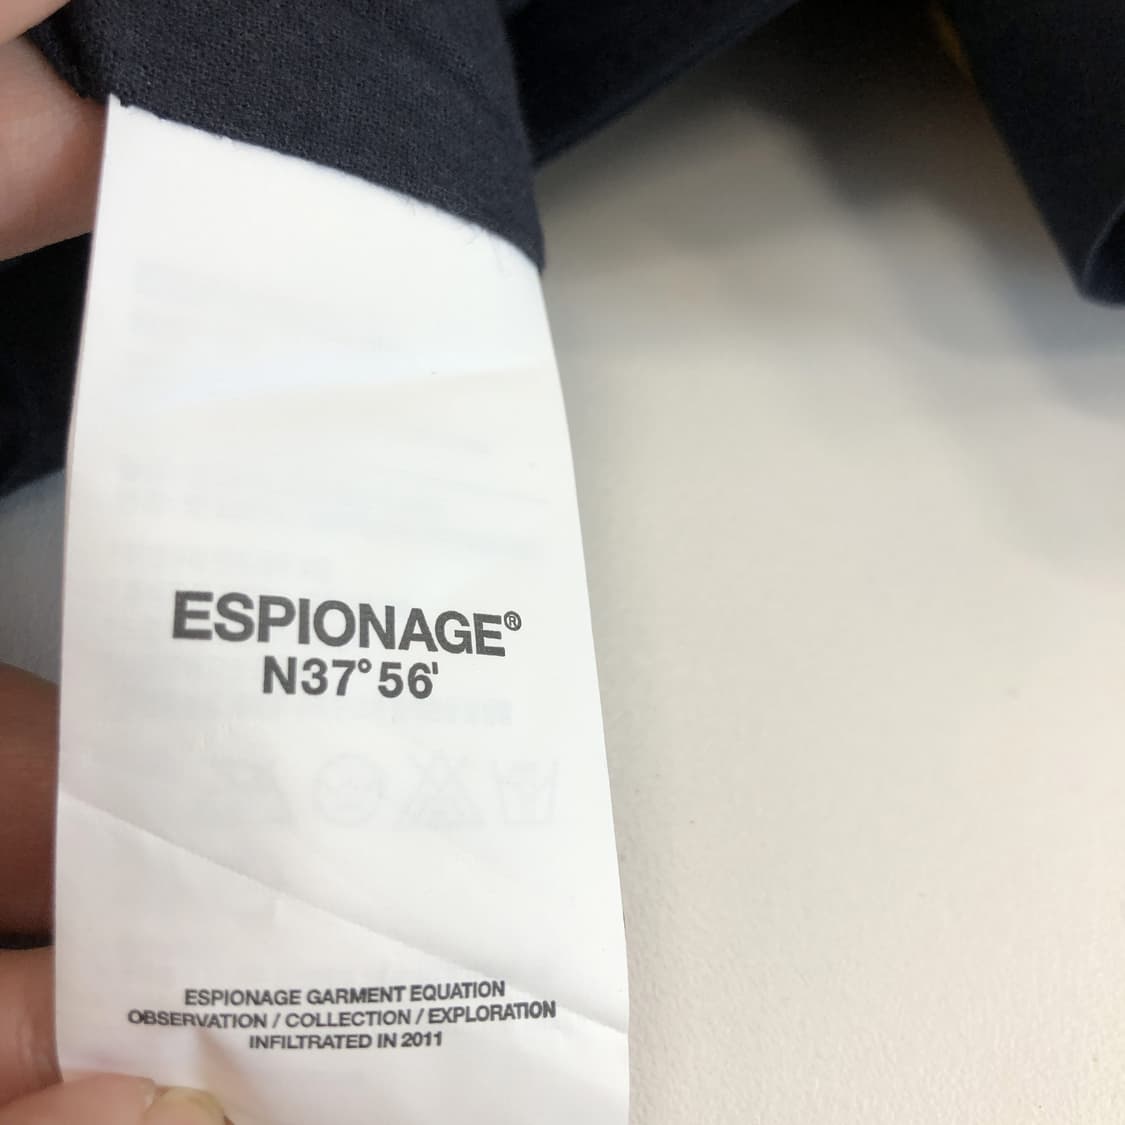 ESPIONAGE®
N37° 56'
ESPIONAGE GARMENT EQUATION
OBSERVATION / COLLECTION / EXPLORATION
INFILTRATED IN 2011